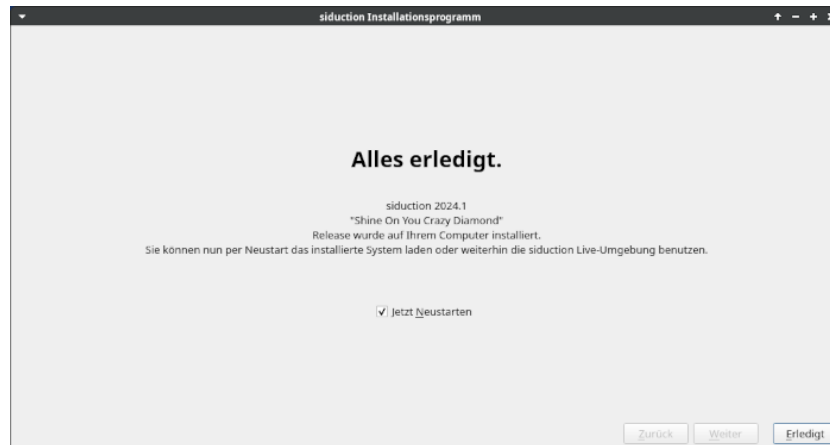 siduction Installationsprogramm
Alles erledigt.
siduction 2024.1
"Shine On You Crazy Diamond"
Release wurde auf Ihrem Computer installiert.
Sie können nun per Neustart das installierte System laden oder weiterhin die siduction Live-Umgebung benutzen.
Jetzt Neustarten
Zurück Weiter Erledigt